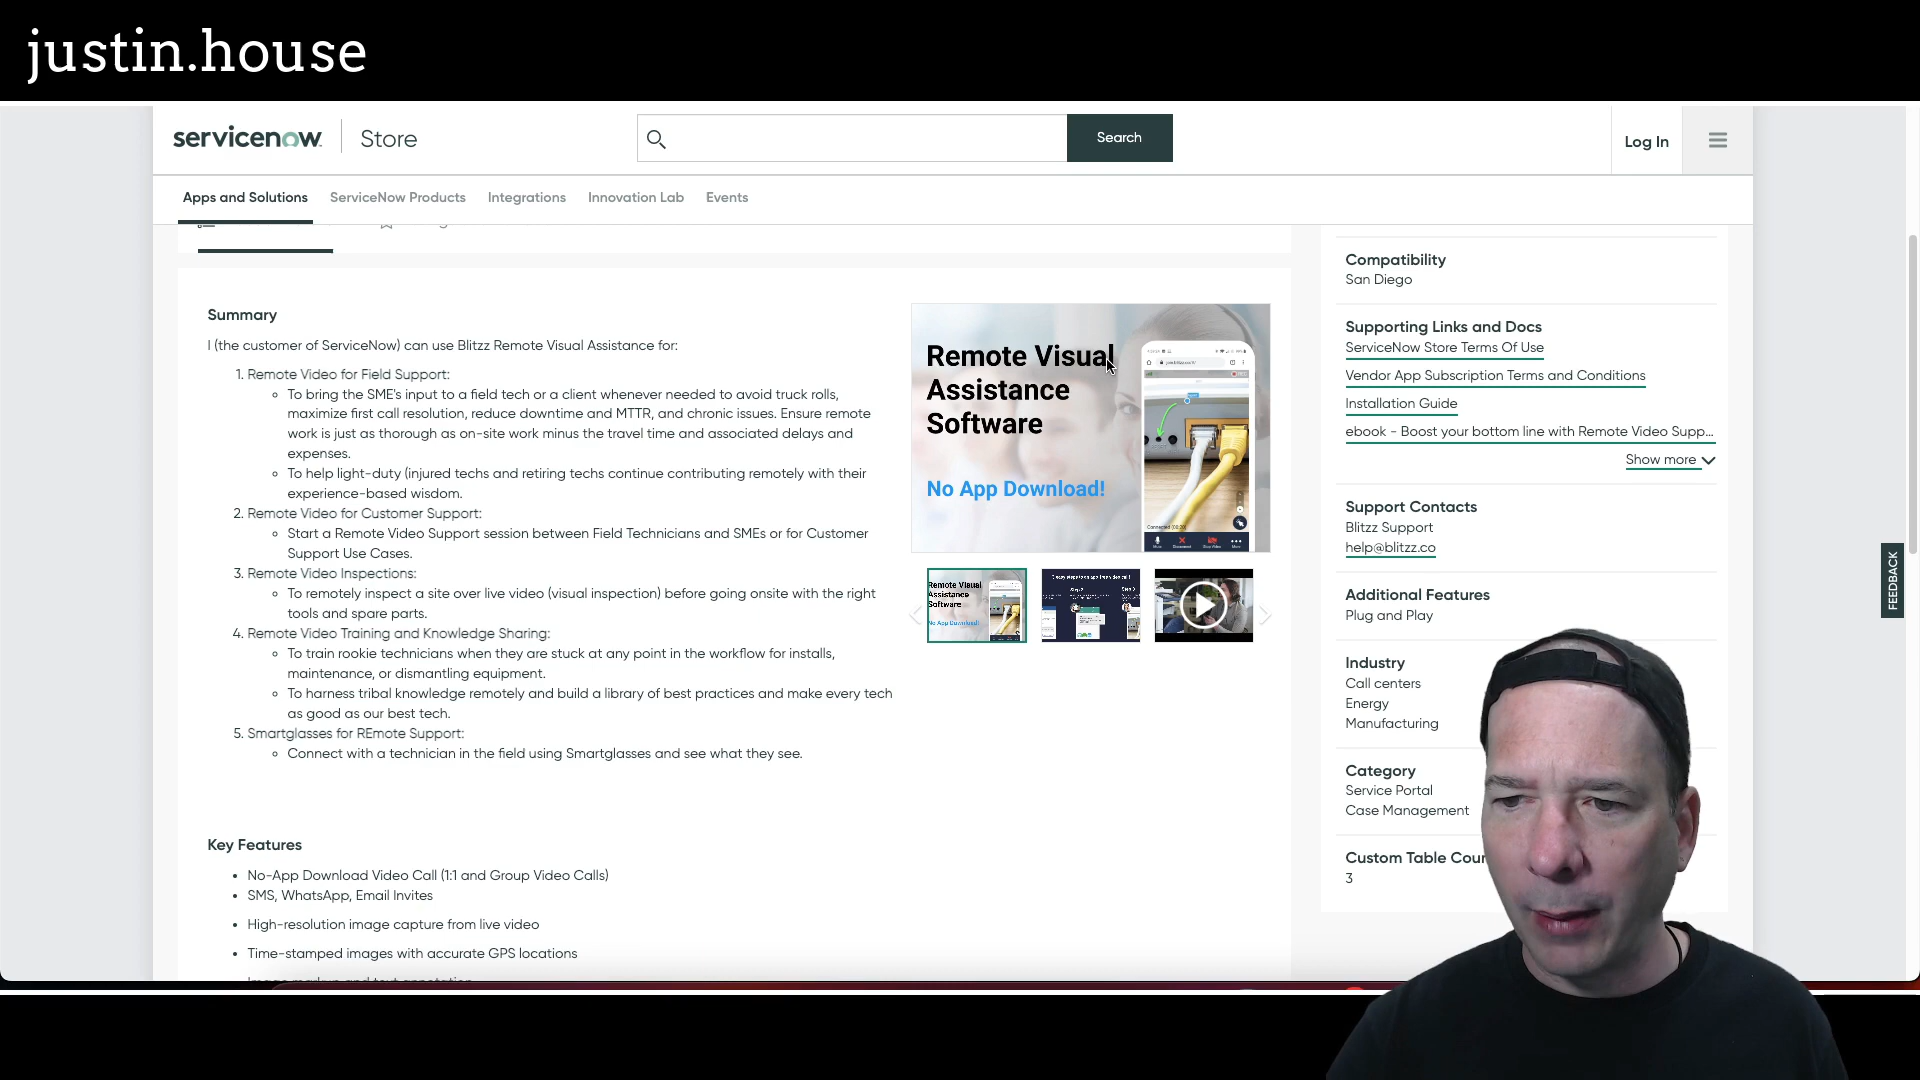 justin.house
servicenow | Store
Search
Log In
Apps and Solutions
ServiceNow Products
Integrations
Innovation Lab
Events
Summary
I (the customer of ServiceNow) can use Blitzz Remote Visual Assistance for:
1. Remote Video for Field Support:
To bring the SME's input to a field tech or a client whenever needed to avoid truck rolls,
maximize first call resolution, reduce downtime and MTTR, and chronic issues. Ensure remote
work is just as thorough as on-site work minus the travel time and associated delays and
expenses.
To help light-duty (injured techs and retiring techs continue contributing remotely with their
experience-based wisdom.
2. Remote Video for Customer Support:
Start a Remote Video Support session between Field Technicians and SMEs or for Customer
Support Use Cases.
3. Remote Video Inspections:
To remotely inspect a site over live video (visual inspection) before going onsite with the right
tools and spare parts.
4. Remote Video Training and Knowledge Sharing:
To train rookie technicians when they are stuck at any point in the workflow for installs,
maintenance, or dismantling equipment.
To harness tribal knowledge remotely and build a library of best practices and make every tech
as good as our best tech.
5. Smartglasses for REmote Support:
Connect with a technician in the field using Smartglasses and see what they see.
Key Features
No-App Download Video Call (1:1 and Group Video Calls)
SMS, WhatsApp, Email Invites
High-resolution image capture from live video
Time-stamped images with accurate GPS locations
Remote Visual
Assistance
Software
No App Download!
Remote Visual
Assistance
Software
No App Download!
Compatibility
San Diego
Supporting Links and Docs
ServiceNow Store Terms Of Use
Vendor App Subscription Terms and Conditions
Installation Guide
ebook - Boost your bottom line with Remote Video Supp...
Show more
Support Contacts
Blitzz Support
help@blitzz.co
Additional Features
Plug and Play
Industry
Call centers
Energy
Manufacturing
Category
Service Portal
Case Management
Custom Table Cou
3
FEEDBACK